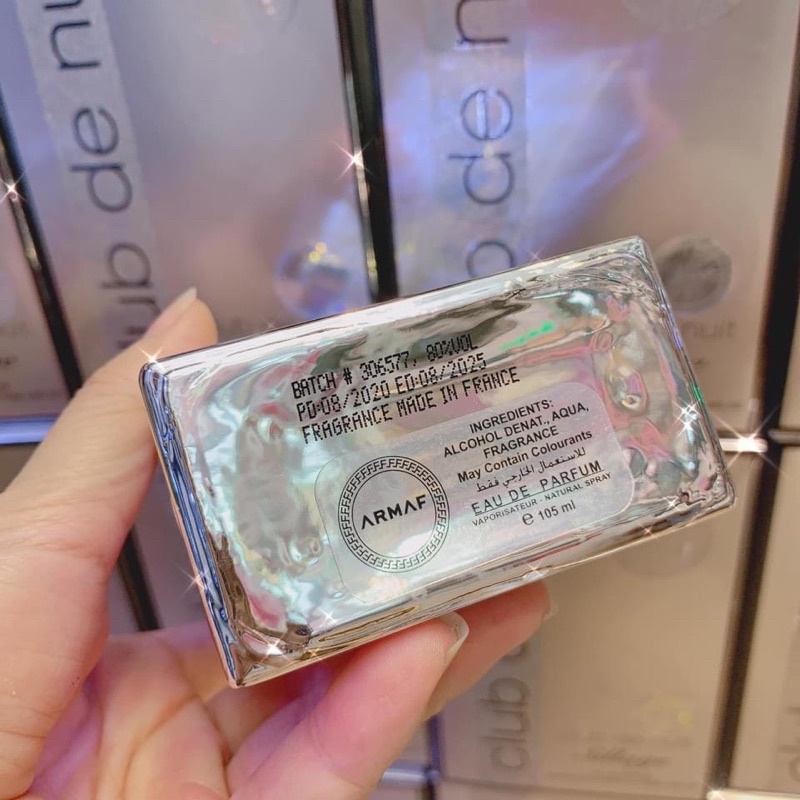 club de nu
club de n
BATCH # 306577, 80%VOL
PD:08/2020 ED:08/2025
FRAGRANCE MADE IN FRANCE
INGREDIENTS:
ALCOHOL DENAT., AQUA,
FRAGRANCE
May Contain Colourants
للاستعمال الخارجي فقط
EAU DE PARFUM
VAPORISATEUR - NATURAL SPRAY
e 105 ml
ARMAF
club d